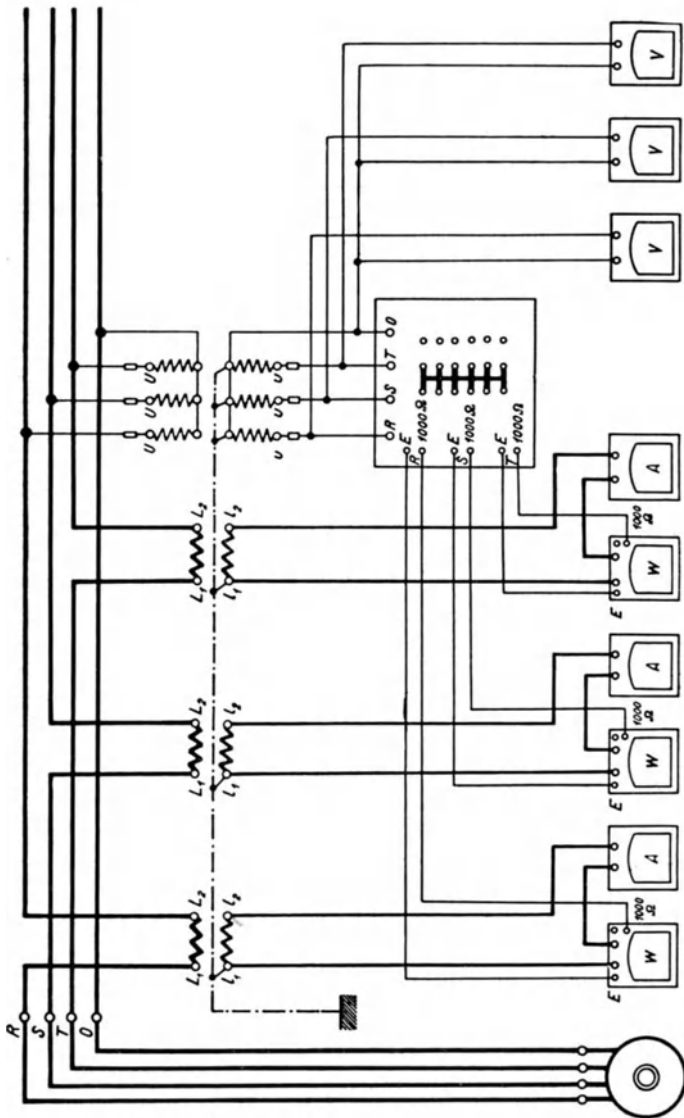 V
V
V
U U U
U U U
O
T
S
R
E
R 1000 Ω
E
S 1000 Ω
E
T 1000 Ω
L₁ L₂
L₁ L₂
L₁ L₂
L₁ L₂
L₁ L₂
L₁ L₂
A
1000 Ω
W
E
A
1000 Ω
W
E
A
1000 Ω
W
E
R
S
T
O